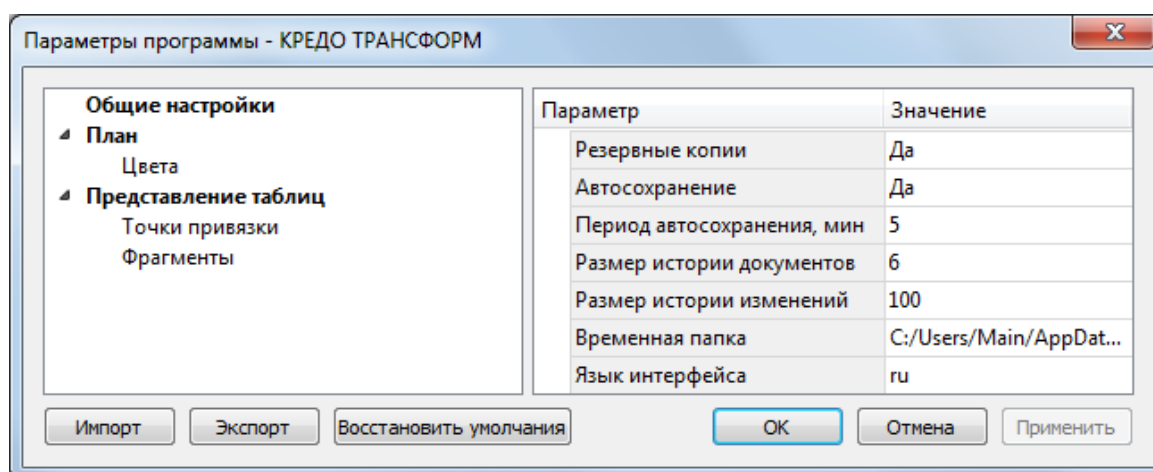 Параметры программы - КРЕДО ТРАНСФОРМ
Общие настройки
План
Цвета
Представление таблиц
Точки привязки
Фрагменты
Параметр Значение
Резервные копии Да
Автосохранение Да
Период автосохранения, мин 5
Размер истории документов 6
Размер истории изменений 100
Временная папка C:/Users/Main/AppDat...
Язык интерфейса ru
Импорт Экспорт Восстановить умолчания OK Отмена Применить